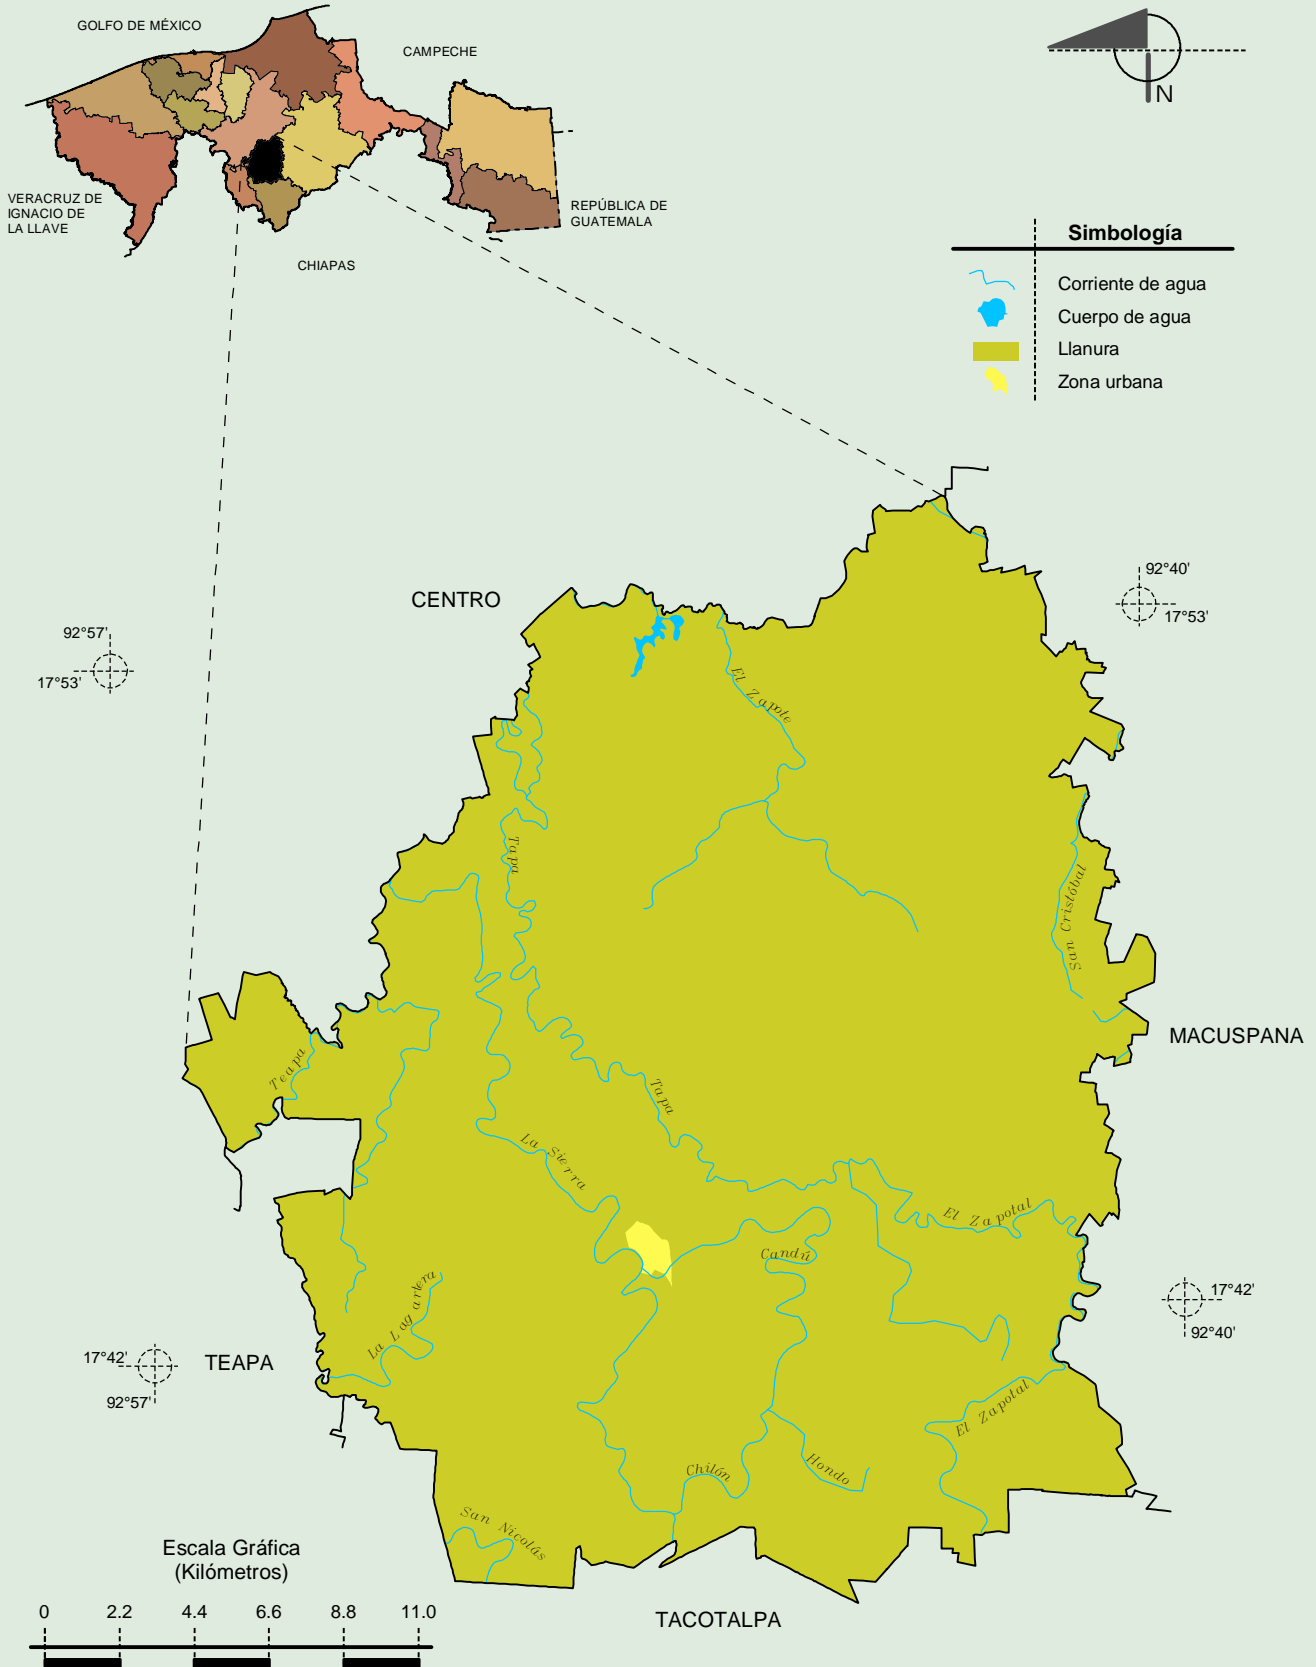 GOLFO DE MÉXICO
CAMPECHE
N
VERACRUZ DE
IGNACIO DE
LA LLAVE
REPÚBLICA DE
GUATEMALA
CHIAPAS
Simbología
Corriente de agua
Cuerpo de agua
Llanura
Zona urbana
92°40'
17°53'
CENTRO
92°57'
17°53'
El Zapote
Tapa
San Cristóbal
MACUSPANA
Teapa
Tapa
La Sierra
El Zapotal
Candú
La Lagartera
17°42'
92°40'
17°42'
92°57'
TEAPA
El Zapotal
Chilón
Hondo
San Nicolás
Escala Gráfica
(Kilómetros)
0 2.2 4.4 6.6 8.8 11.0
TACOTALPA